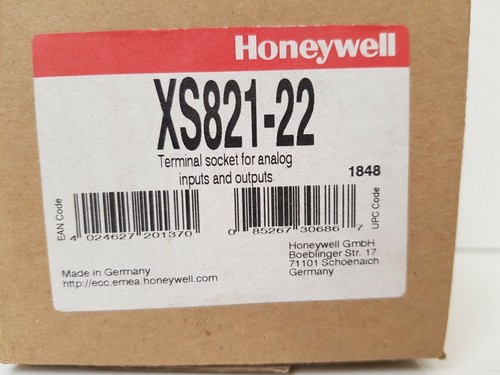 Honeywell
XS821-22
Terminal socket for analog
inputs and outputs
1848
EAN Code
4 024627 201370
0 85267 30686 7
UPC Code
Made in Germany
http://ecc.emea.honeywell.com
Honeywell GmbH
Boeblinger Str. 17
71101 Schoenaich
Germany